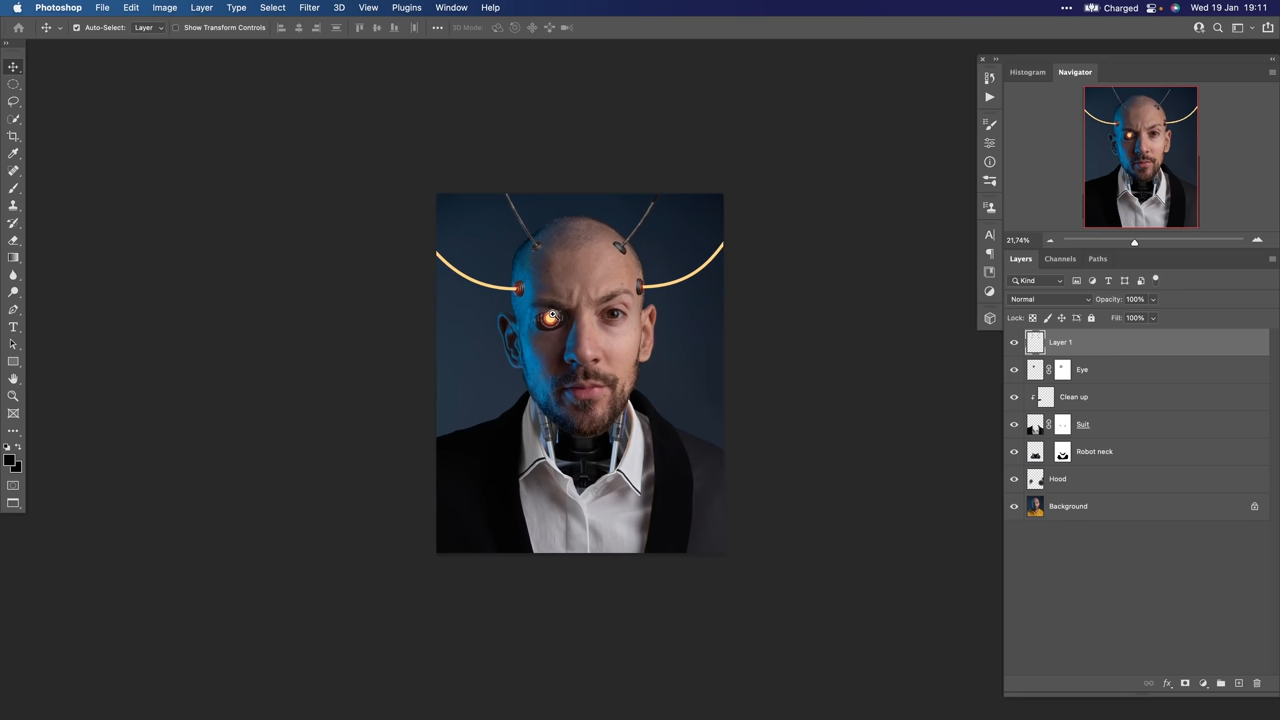 Photoshop File Edit Image Layer Type Select Filter 3D View Plugins Window Help Charged Wed 19 Jan 19:11
Auto-Select: Layer Show Transform Controls 3D Mode:
Histogram Navigator
21,74%
Layers Channels Paths
Kind
Normal Opacity: 100%
Lock: Fill: 100%
Layer 1
Eye
Clean up
Suit
Robot neck
Hood
Background